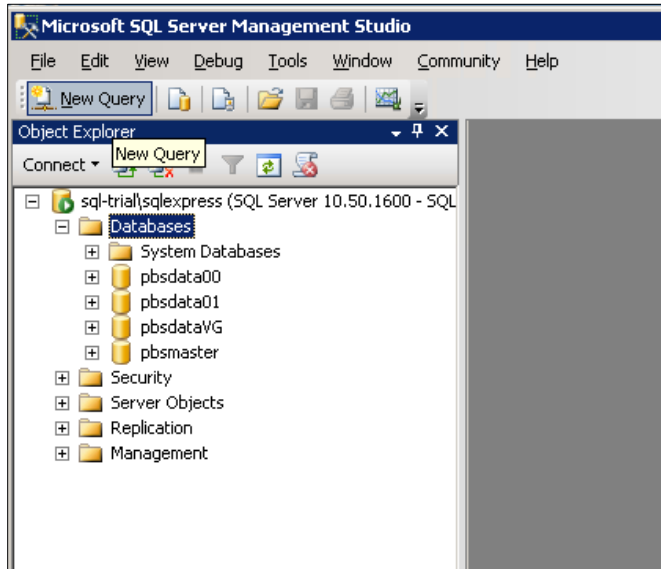 Microsoft SQL Server Management Studio
File Edit View Debug Tools Window Community Help
New Query
Object Explorer
New Query
Connect
sql-trial\sqlexpress (SQL Server 10.50.1600 - SQL
Databases
System Databases
pbsdata00
pbsdata01
pbsdataVG
pbsmaster
Security
Server Objects
Replication
Management